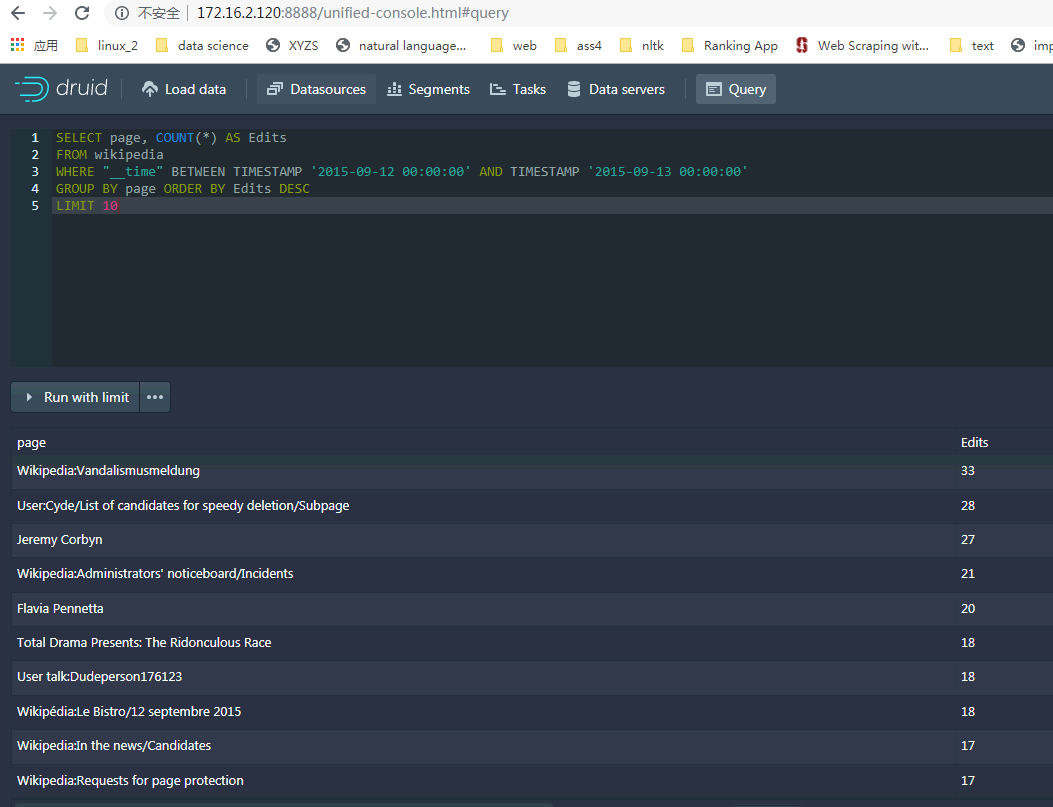 不安全 172.16.2.120:8888/unified-console.html#query
应用 linux_2 data science XYZS natural language... web ass4 nltk Ranking App Web Scraping wit... text imp
druid Load data Datasources Segments Tasks Data servers Query
1 SELECT page, COUNT(*) AS Edits
2 FROM wikipedia
3 WHERE "__time" BETWEEN TIMESTAMP '2015-09-12 00:00:00' AND TIMESTAMP '2015-09-13 00:00:00'
4 GROUP BY page ORDER BY Edits DESC
5 LIMIT 10
Run with limit •••
page Edits
Wikipedia:Vandalismusmeldung 33
User:Cyde/List of candidates for speedy deletion/Subpage 28
Jeremy Corbyn 27
Wikipedia:Administrators' noticeboard/Incidents 21
Flavia Pennetta 20
Total Drama Presents: The Ridonculous Race 18
User talk:Dudeperson176123 18
Wikipédia:Le Bistro/12 septembre 2015 18
Wikipedia:In the news/Candidates 17
Wikipedia:Requests for page protection 17